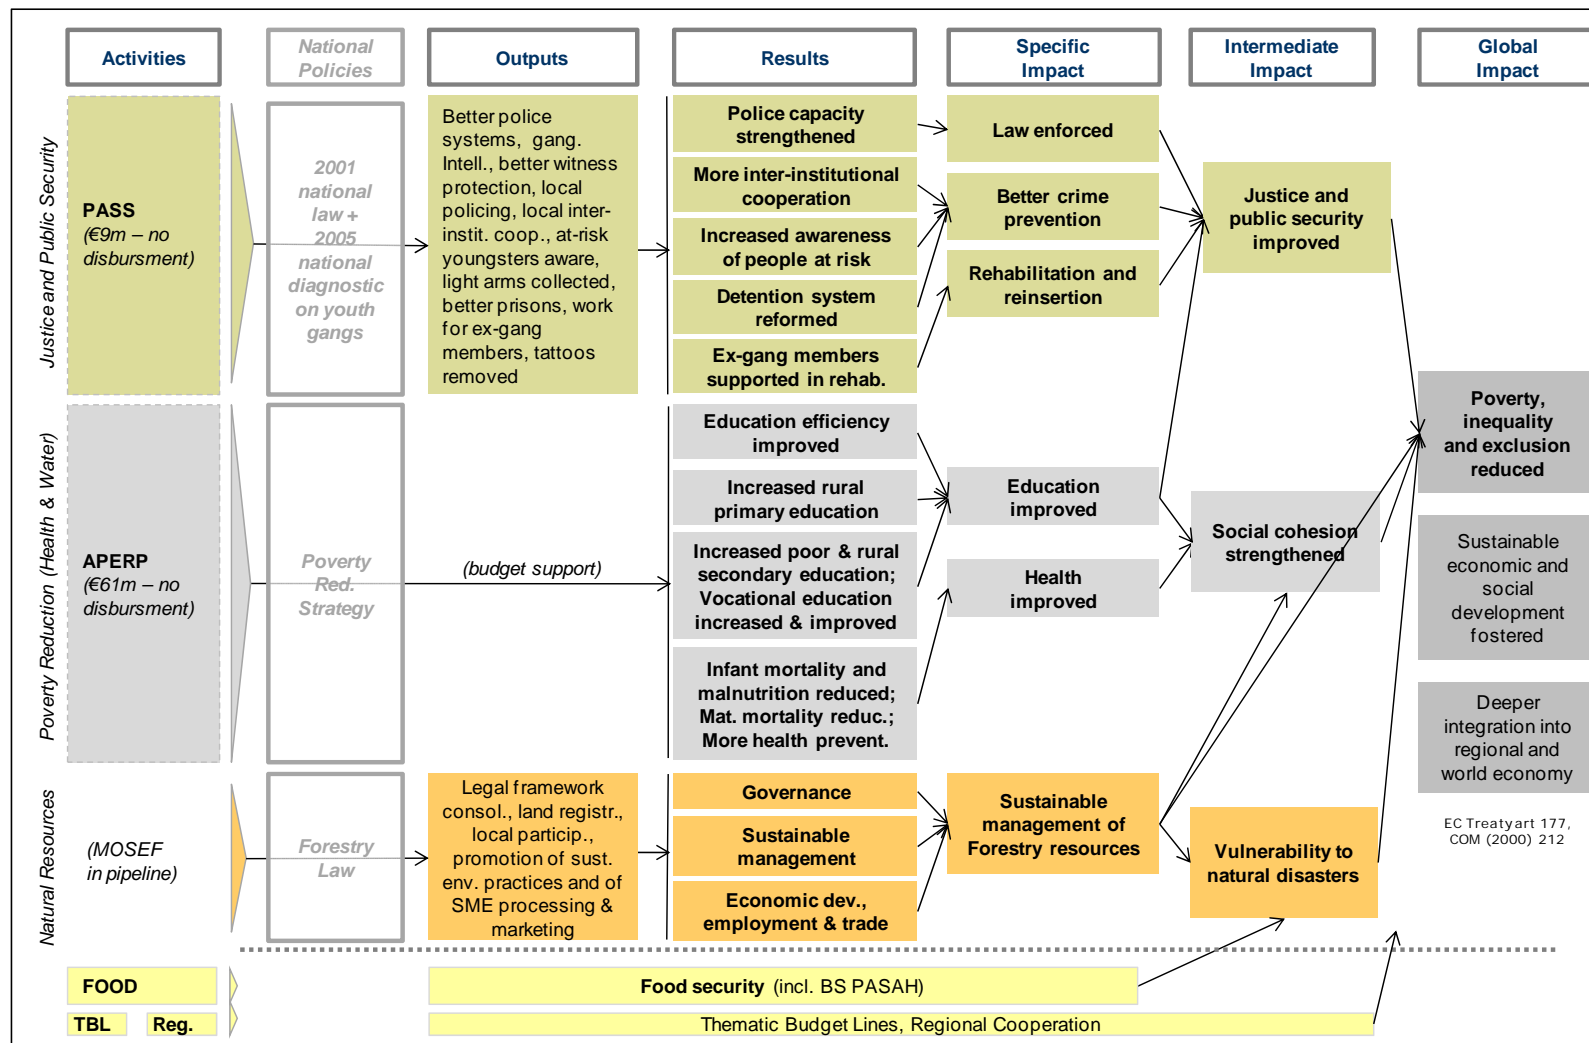 Activities
National
Policies
Outputs
Results
Specific
Impact
Intermediate
Impact
Global
Impact
Justice and Public Security
PASS
(€9m – no
disbursment)
2001
national
law +
2005
national
diagnostic
on youth
gangs
Better police
systems, gang.
Intell., better witness
protection, local
policing, local inter-
instit. coop., at-risk
youngsters aware,
light arms collected,
better prisons, work
for ex-gang
members, tattoos
removed
Police capacity
strengthened
More inter-institutional
cooperation
Increased awareness
of people at risk
Detention system
reformed
Ex-gang members
supported in rehab.
Law enforced
Better crime
prevention
Rehabilitation and
reinsertion
Justice and
public security
improved
Poverty Reduction (Health & Water)
APERP
(€61m – no
disbursment)
Poverty
Red.
Strategy
(budget support)
Education efficiency
improved
Increased rural
primary education
Increased poor & rural
secondary education;
Vocational education
increased & improved
Infant mortality and
malnutrition reduced;
Mat. mortality reduc.;
More health prevent.
Education
improved
Health
improved
Social cohesion
strengthened
Poverty,
inequality
and exclusion
reduced
Sustainable
economic and
social
development
fostered
Deeper
integration into
regional and
world economy
EC Treaty art 177,
COM (2000) 212
Natural Resources
(MOSEF
in pipeline)
Forestry
Law
Legal framework
consol., land registr.,
local particip.,
promotion of sust.
env. practices and of
SME processing &
marketing
Governance
Sustainable
management
Economic dev.,
employment & trade
Sustainable
management of
Forestry resources
Vulnerability to
natural disasters
FOOD
Food security (incl. BS PASAH)
TBL
Reg.
Thematic Budget Lines, Regional Cooperation